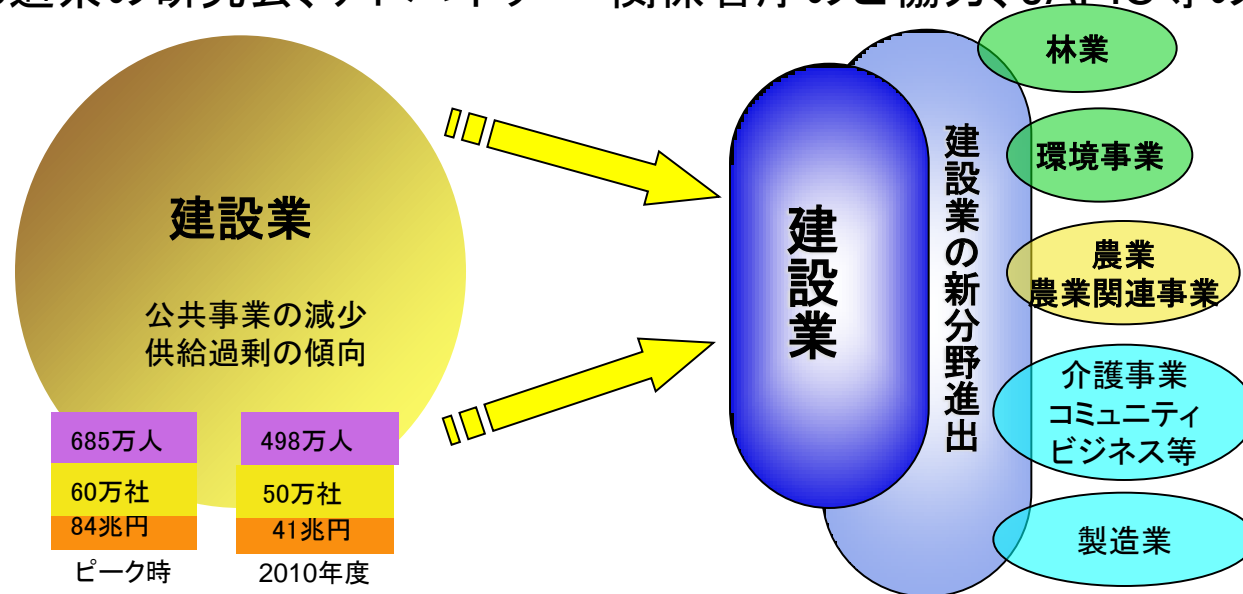 建設業
公共事業の減少
供給過剰の傾向
685万人
60万社
84兆円
ピーク時
498万人
50万社
41兆円
2010年度
建設業
建設業の新分野進出
林業
環境事業
農業
農業関連事業
介護事業
コミュニティ
ビジネス等
製造業